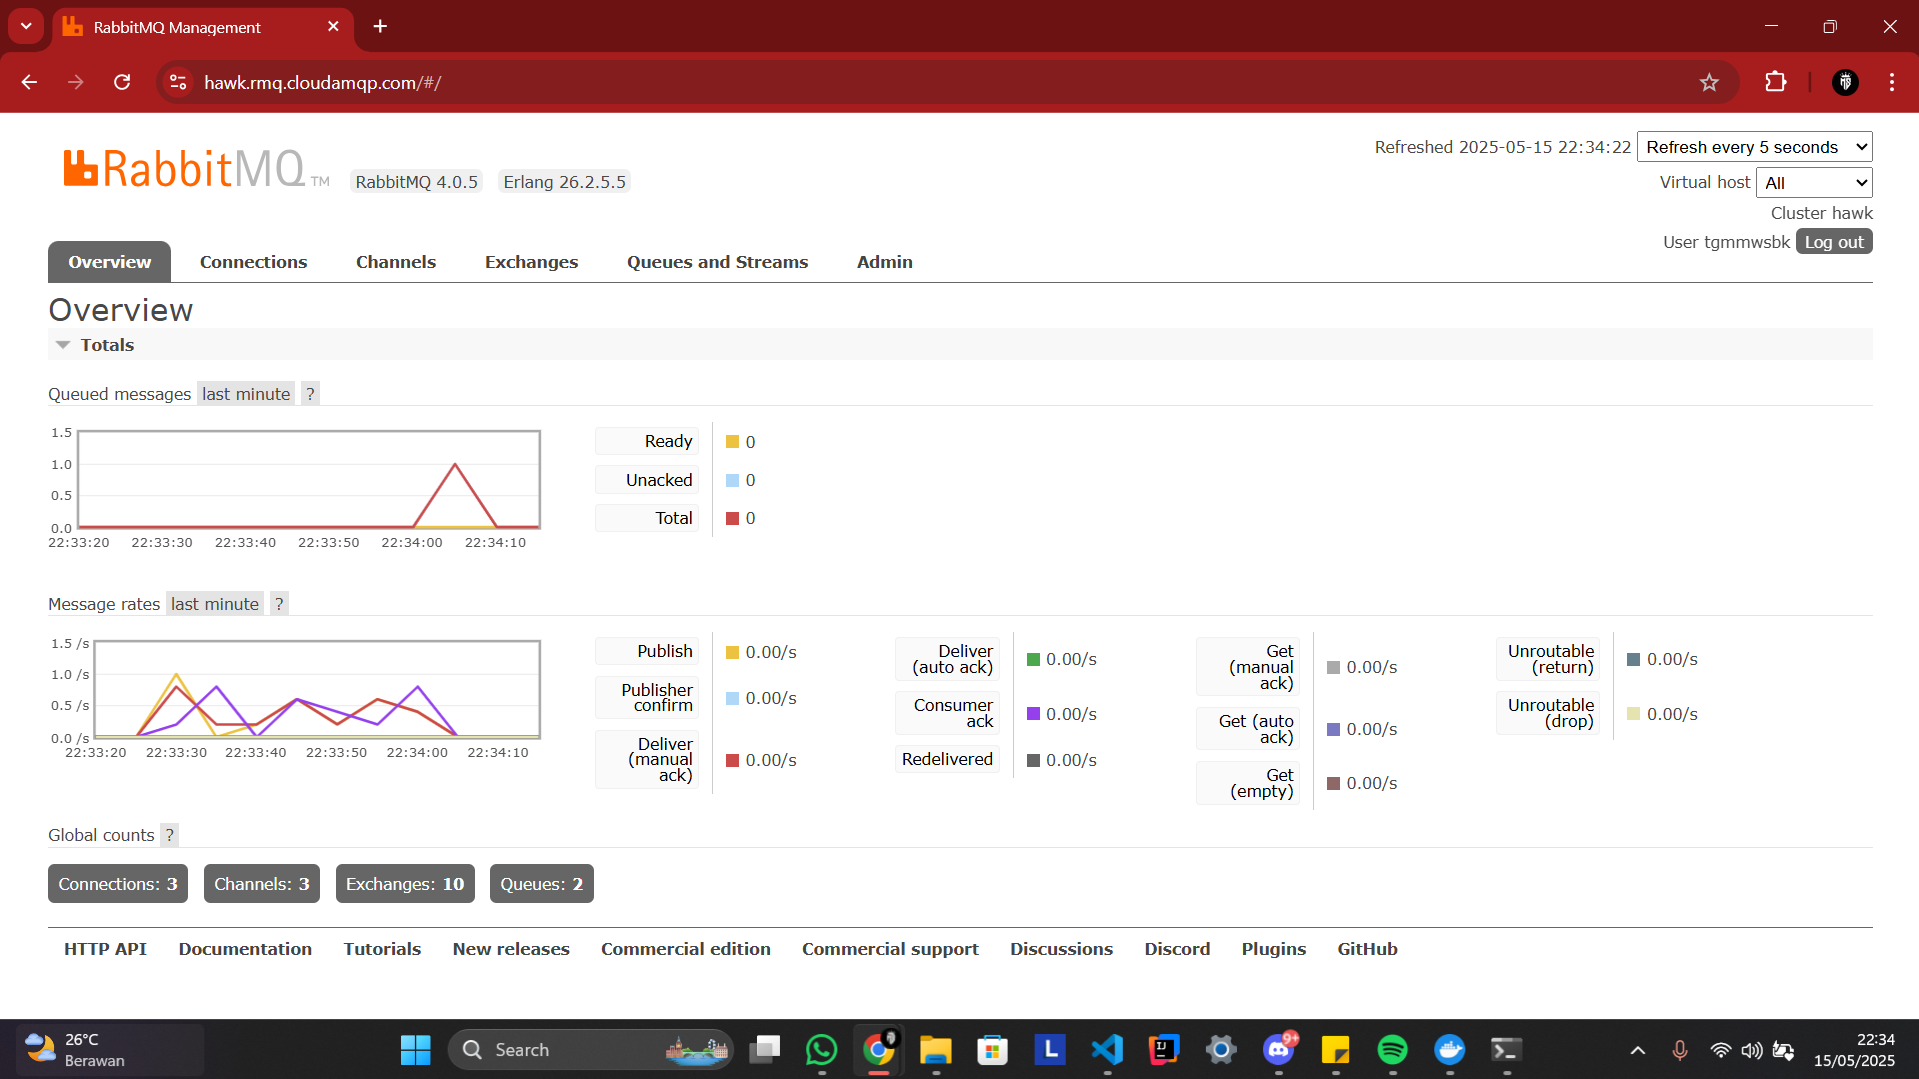 RabbitMQ Management
hawk.rmq.cloudamqp.com/#/
RabbitMQ TM
RabbitMQ 4.0.5 Erlang 26.2.5.5
Refreshed 2025-05-15 22:34:22 Refresh every 5 seconds
Virtual host All
Cluster hawk
User tgmmwsbk Log out
Overview Connections Channels Exchanges Queues and Streams Admin
Overview
Totals
Queued messages last minute ?
1.5
1.0
0.5
0.0
22:33:20 22:33:30 22:33:40 22:33:50 22:34:00 22:34:10
Ready 0
Unacked 0
Total 0
Message rates last minute ?
1.5 /s
1.0 /s
0.5 /s
0.0 /s
22:33:20 22:33:30 22:33:40 22:33:50 22:34:00 22:34:10
Publish 0.00/s
Publisher
confirm 0.00/s
Deliver
(manual
ack) 0.00/s
Deliver
(auto ack) 0.00/s
Consumer
ack 0.00/s
Redelivered 0.00/s
Get
(manual
ack) 0.00/s
Get (auto
ack) 0.00/s
Get
(empty) 0.00/s
Unroutable
(return) 0.00/s
Unroutable
(drop) 0.00/s
Global counts ?
Connections: 3 Channels: 3 Exchanges: 10 Queues: 2
HTTP API Documentation Tutorials New releases Commercial edition Commercial support Discussions Discord Plugins GitHub
26°C
Berawan
Search
L
IJ
9+
22:34
15/05/2025